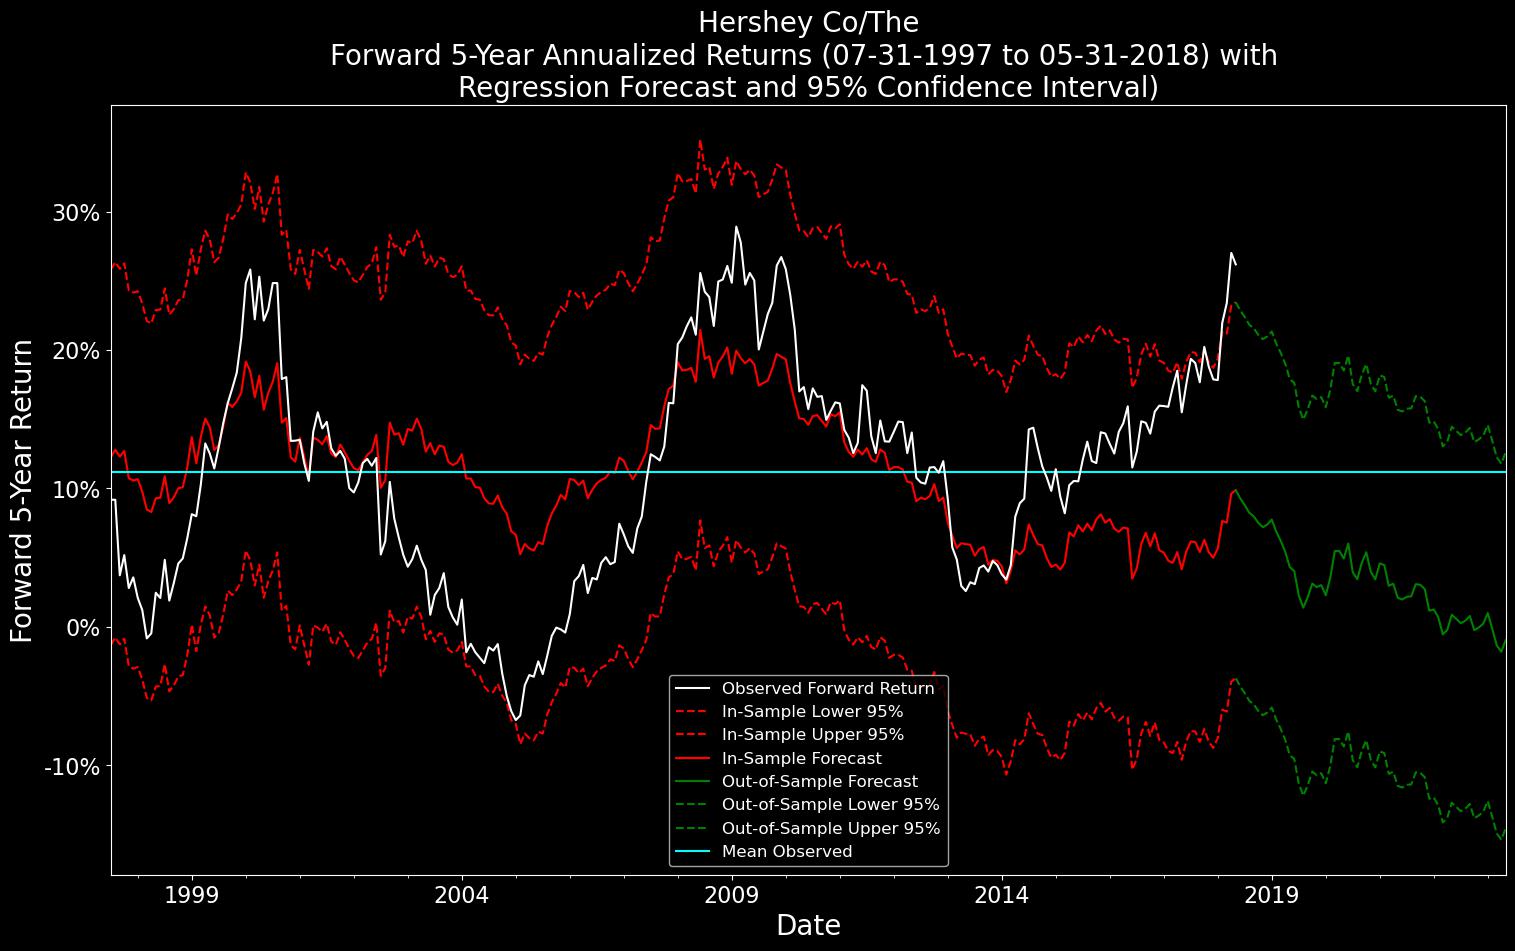 Hershey Co/The
Forward 5-Year Annualized Returns (07-31-1997 to 05-31-2018) with
Regression Forecast and 95% Confidence Interval)
Forward 5-Year Return
30%
20%
10%
0%
-10%
Observed Forward Return
In-Sample Lower 95%
In-Sample Upper 95%
In-Sample Forecast
Out-of-Sample Forecast
Out-of-Sample Lower 95%
Out-of-Sample Upper 95%
Mean Observed
1999 2004 2009 2014 2019
Date